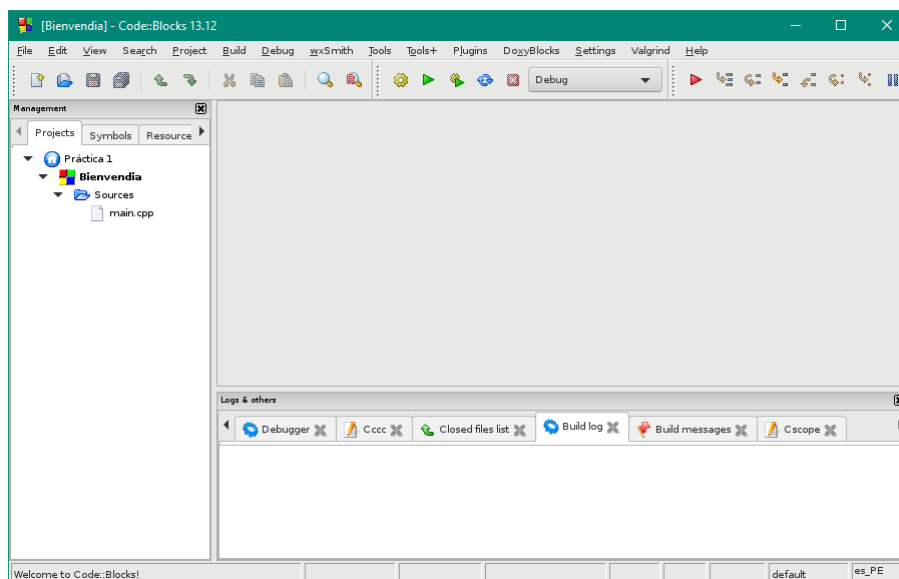 [Bienvendia] - Code::Blocks 13.12
File Edit View Search Project Build Debug wxSmith Tools Tools+ Plugins DoxyBlocks Settings Valgrind Help
Debug
Management
Projects Symbols Resource
Práctica 1
Bienvendia
Sources
main.cpp
Logs & others
Debugger Cccc Closed files list Build log Build messages Cscope
Welcome to Code::Blocks! default es_PE